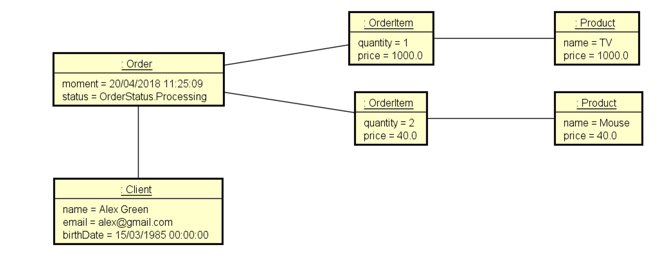 : Order
moment = 20/04/2018 11:25:09
status = OrderStatus.Processing
: OrderItem
quantity = 1
price = 1000.0
: Product
name = TV
price = 1000.0
: OrderItem
quantity = 2
price = 40.0
: Product
name = Mouse
price = 40.0
: Client
name = Alex Green
email = alex@gmail.com
birthDate = 15/03/1985 00:00:00